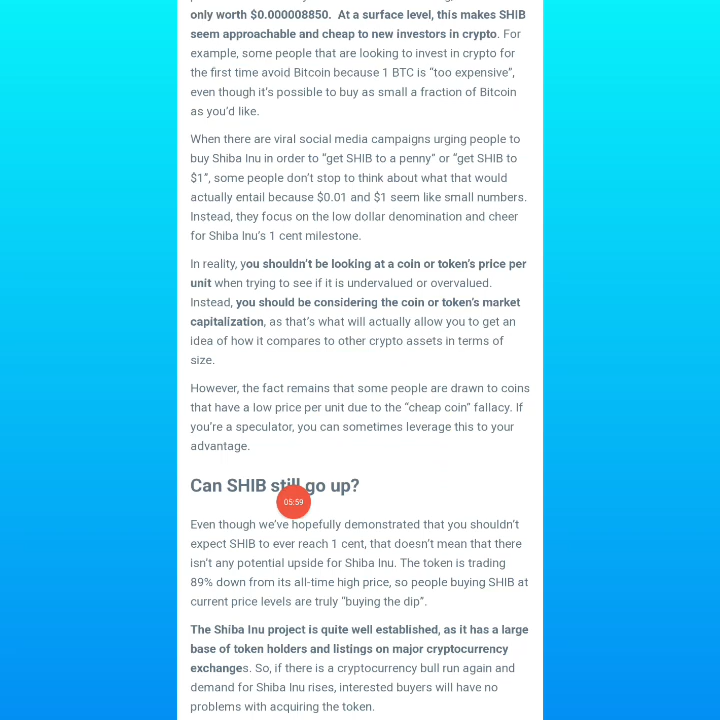 only worth $0.000008850.  At a surface level, this makes SHIB
seem approachable and cheap to new investors in crypto. For
example, some people that are looking to invest in crypto for
the first time avoid Bitcoin because 1 BTC is “too expensive”,
even though it’s possible to buy as small a fraction of Bitcoin
as you’d like.
When there are viral social media campaigns urging people to
buy Shiba Inu in order to “get SHIB to a penny” or “get SHIB to
$1”, some people don’t stop to think about what that would
actually entail because $0.01 and $1 seem like small numbers.
Instead, they focus on the low dollar denomination and cheer
for Shiba Inu’s 1 cent milestone.
In reality, you shouldn’t be looking at a coin or token’s price per
unit when trying to see if it is undervalued or overvalued.
Instead, you should be considering the coin or token’s market
capitalization, as that’s what will actually allow you to get an
idea of how it compares to other crypto assets in terms of
size.
However, the fact remains that some people are drawn to coins
that have a low price per unit due to the “cheap coin” fallacy. If
you’re a speculator, you can sometimes leverage this to your
advantage.
Can SHIB still go up?
05:59
Even though we’ve hopefully demonstrated that you shouldn’t
expect SHIB to ever reach 1 cent, that doesn’t mean that there
isn’t any potential upside for Shiba Inu. The token is trading
89% down from its all-time high price, so people buying SHIB at
current price levels are truly “buying the dip”.
The Shiba Inu project is quite well established, as it has a large
base of token holders and listings on major cryptocurrency
exchanges. So, if there is a cryptocurrency bull run again and
demand for Shiba Inu rises, interested buyers will have no
problems with acquiring the token.